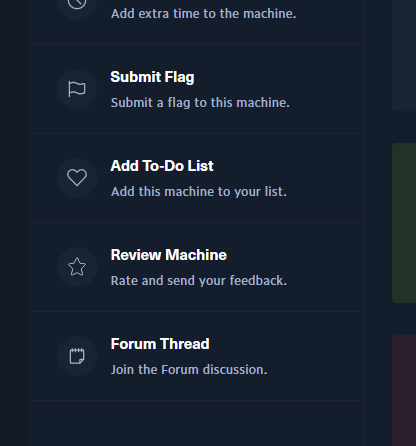 Add extra time to the machine.
Submit Flag
Submit a flag to this machine.
Add To-Do List
Add this machine to your list.
Review Machine
Rate and send your feedback.
Forum Thread
Join the Forum discussion.